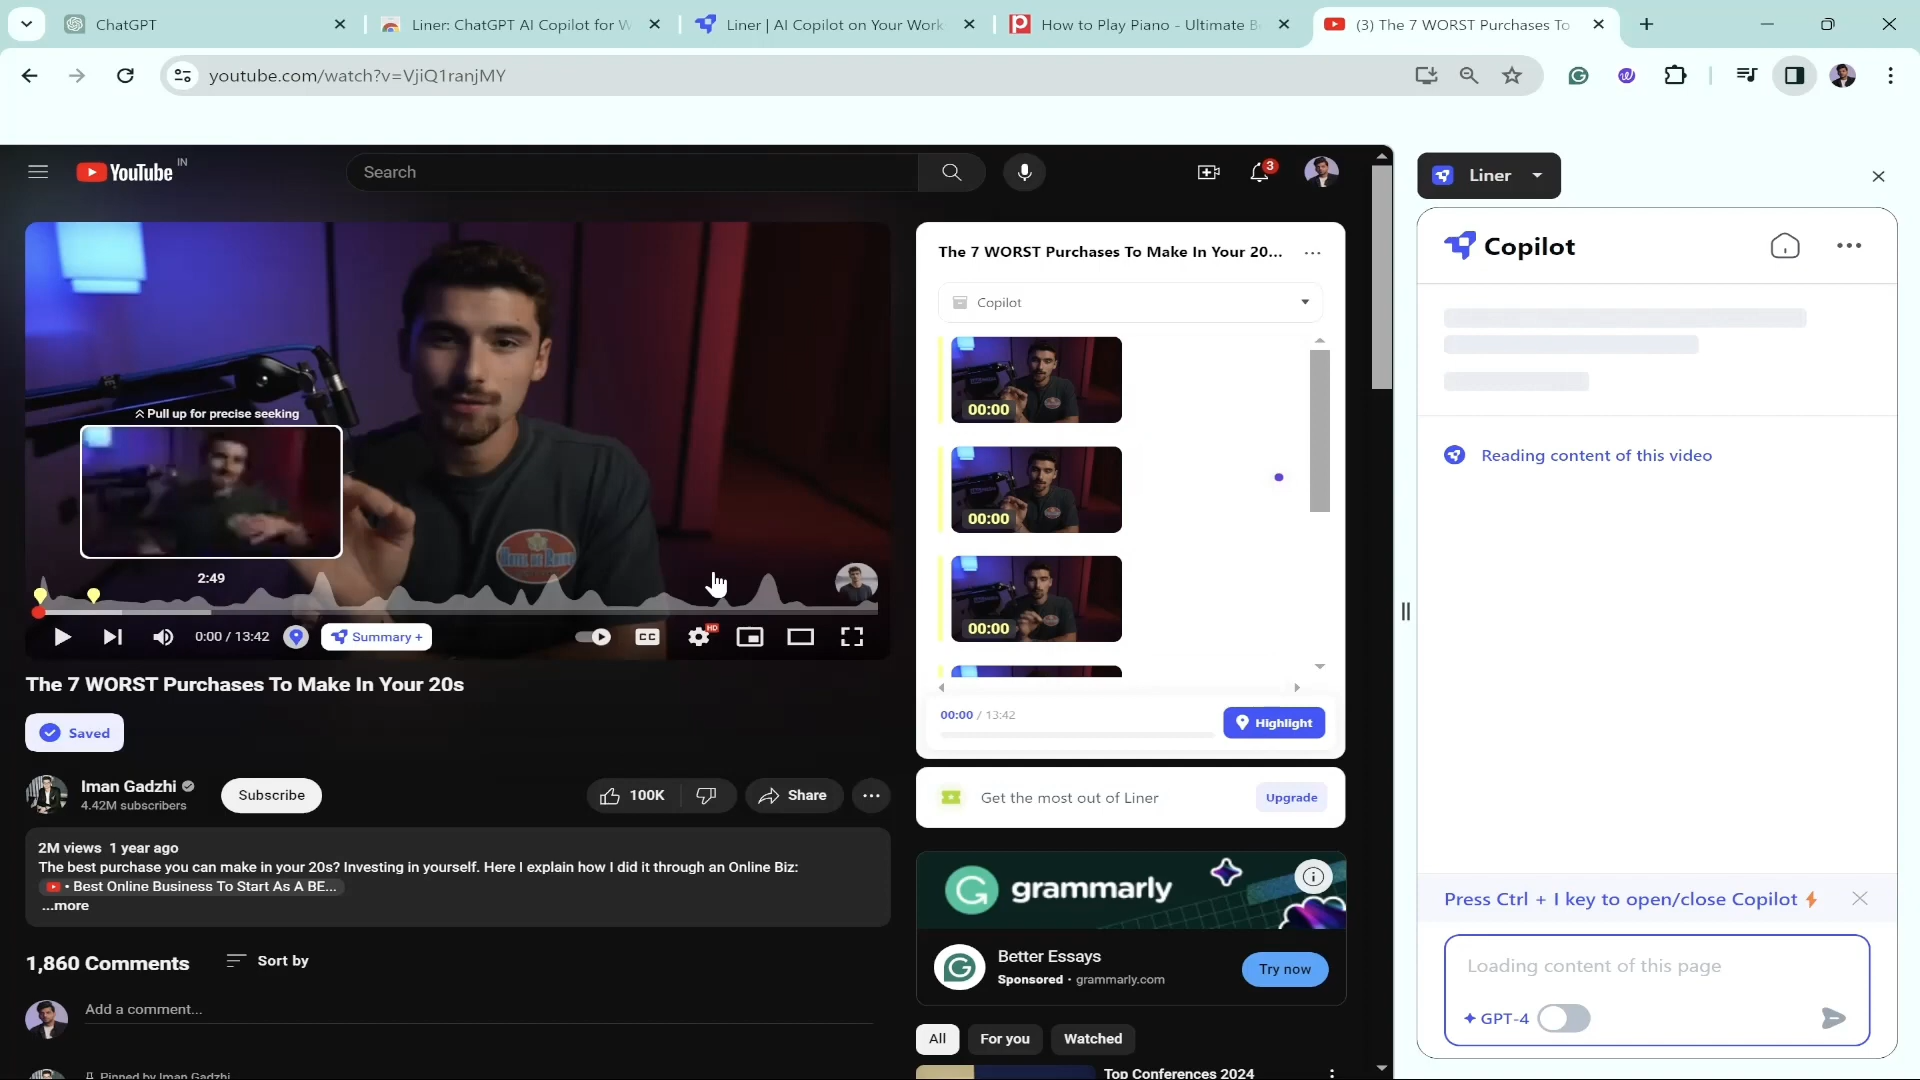 ChatGPT
Liner: ChatGPT AI Copilot for W
Liner | AI Copilot on Your Work
How to Play Piano - Ultimate B
(3) The 7 WORST Purchases To
youtube.com/watch?v=VjiQ1ranjMY
YouTube IN
Search
3
Liner
Copilot
The 7 WORST Purchases To Make In Your 20...
Copilot
00:00
00:00
00:00
Pull up for precise seeking
2:49
0:00 / 13:42
Summary +
CC
HD
Reading content of this video
The 7 WORST Purchases To Make In Your 20s
00:00 / 13:42
Highlight
Saved
Iman Gadzhi
4.42M subscribers
Subscribe
100K
Share
Get the most out of Liner
Upgrade
2M views 1 year ago
The best purchase you can make in your 20s? Investing in yourself. Here I explain how I did it through an Online Biz:
• Best Online Business To Start As A BE...
...more
grammarly
Better Essays
Sponsored · grammarly.com
Try now
Press Ctrl + I key to open/close Copilot
Loading content of this page
GPT-4
1,860 Comments
Sort by
Add a comment...
All
For you
Watched
Pinned by Iman Gadzhi
Top Conferences 2024